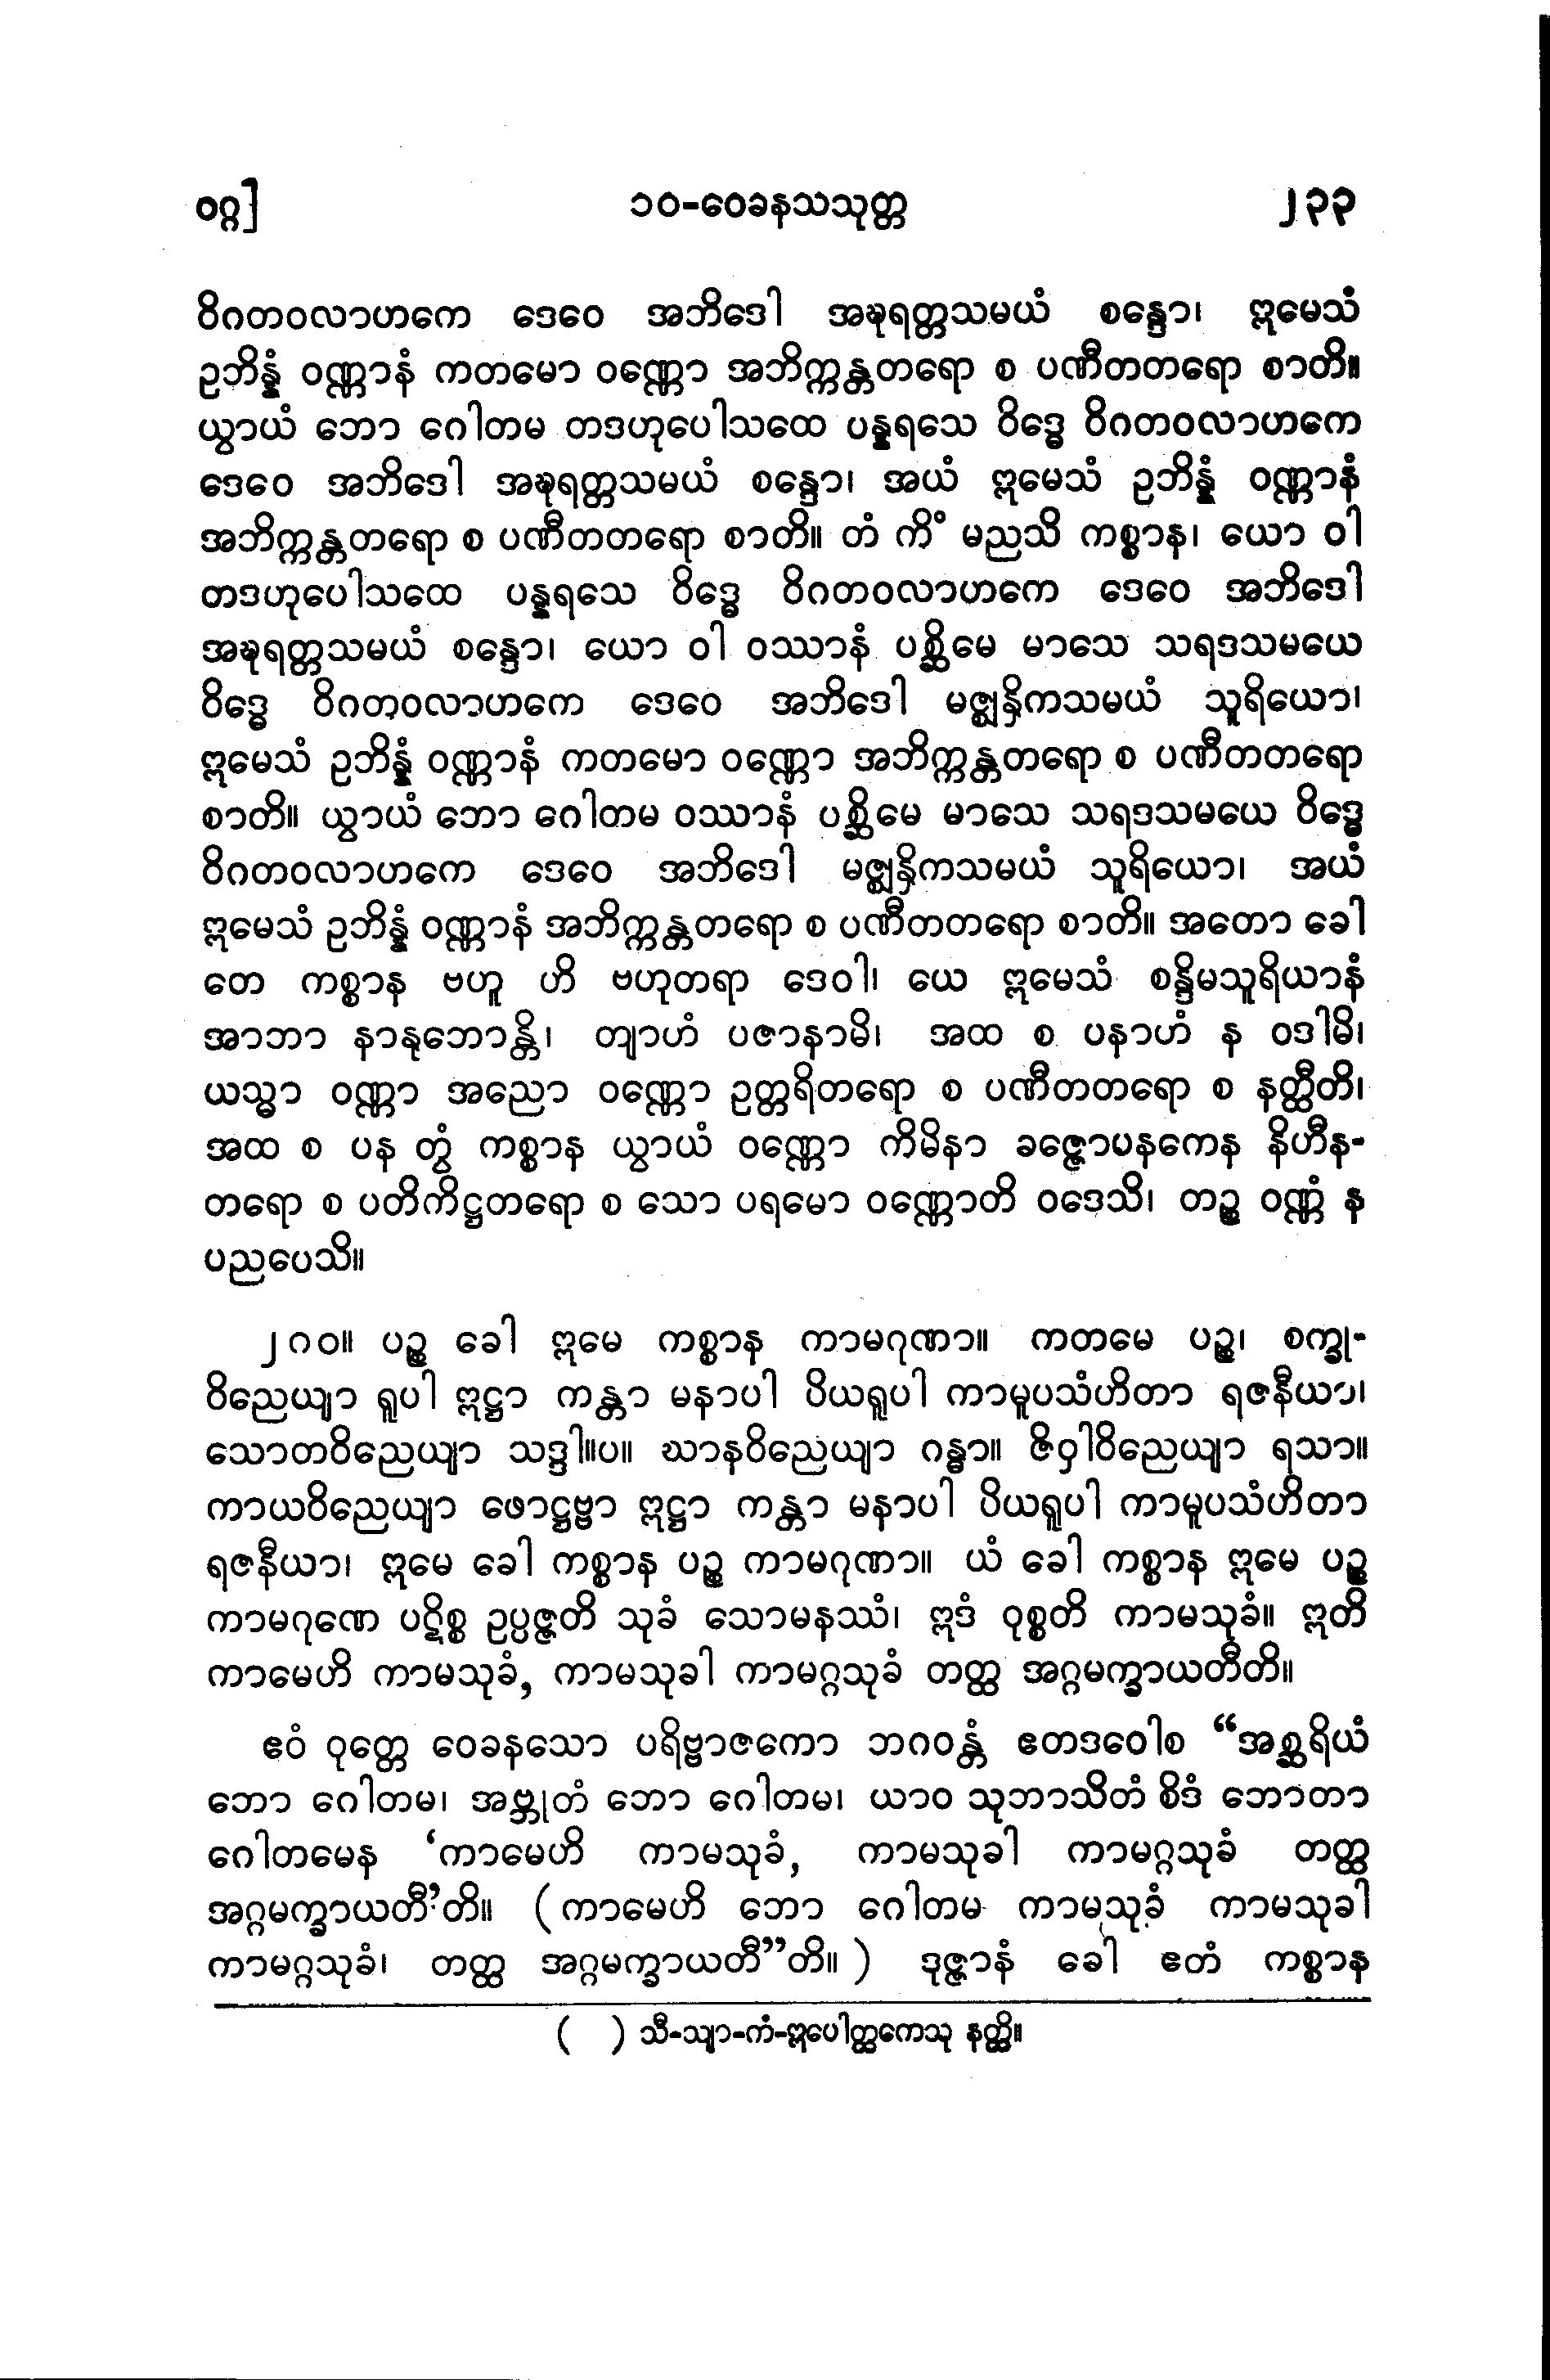 ဝဂ္ဂ]	၁၀-ဝေခနသသုတ္တ	၂၃၃
ဝိဂတဝလာဟကေ ဒေဝေ အဘိဒေါ အဍ္ဎရတ္တသမယံ စန္ဒော၊ ဣမေသံ
ဥဘိန္နံ ဝဏ္ဏာနံ ကတမော ဝဏ္ဏော အဘိက္ကန္တတရော စ ပဏီတတရော စာတိ။
ယွာယံ ဘော ဂေါတမ တဒဟုပေါသထေ ပန္နရသေ ဝိဒ္ဓေ ဝိဂတဝလာဟကေ
ဒေဝေ အဘိဒေါ အဍ္ဎရတ္တသမယံ စန္ဒော၊ အယံ ဣမေသံ ဥဘိန္နံ ဝဏ္ဏာနံ
အဘိက္ကန္တတရော စ ပဏီတတရော စာတိ။ တံ ကိံ မညသိ ကစ္စာန၊ ယော ဝါ
တဒဟုပေါသထေ ပန္နရသေ ဝိဒ္ဓေ ဝိဂတဝလာဟကေ ဒေဝေ အဘိဒေါ
အဍ္ဎရတ္တသမယံ စန္ဒော၊ ယော ဝါ ဝဿာနံ ပစ္ဆိမေ မာသေ သရဒသမယေ
ဝိဒ္ဓေ ဝိဂတဝလာဟကေ ဒေဝေ အဘိဒေါ မဇ္ဈန္ှိကသမယံ သူရိယော၊
ဣမေသံ ဥဘိန္နံ ဝဏ္ဏာနံ ကတမော ဝဏ္ဏော အဘိက္ကန္တတရော စ ပဏီတတရော
စာတိ။ ယွာယံ ဘော ဂေါတမ ဝဿာနံ ပစ္ဆိမေ မာသေ သရဒသမယေ ဝိဒ္ဓေ
ဝိဂတဝလာဟကေ ဒေဝေ အဘိဒေါ မဇ္ဈန္ှိကသမယံ သူရိယော၊ အယံ
ဣမေသံ ဥဘိန္နံ ဝဏ္ဏာနံ အဘိက္ကန္တတရော စ ပဏီတတရော စာတိ။ အတော ခေါ
တေ ကစ္စာန ဗဟူ ဟိ ဗဟုတရာ ဒေဝါ၊ ယေ ဣမေသံ စန္ဒိမသူရိယာနံ
အာဘာ နာနုဘောန္တိ၊ တျာဟံ ပဇာနာမိ၊ အထ စ ပနာဟံ န ဝဒါမိ၊
ယသ္မာ ဝဏ္ဏာ အညော ဝဏ္ဏော ဥတ္တရိတရော စ ပဏီတတရော စ နတ္ထီတိ၊
အထ စ ပန တွံ ကစ္စာန ယွာယံ ဝဏ္ဏော ကိမိနာ ခဇ္ဇောပနကေန နိဟီန-
တရော စ ပတိကိဋ္ဌတရော စ သော ပရမော ဝဏ္ဏောတိ ဝဒေသိ၊ တဉ္စ ဝဏ္ဏံ န
ပညပေသိ။
၂၈၀။ ပဉ္စ ခေါ ဣမေ ကစ္စာန ကာမဂုဏာ။ ကတမေ ပဉ္စ၊ စက္ခု-
ဝိညေယျာ ရူပါ ဣဋ္ဌာ ကန္တာ မနာပါ ပိယရူပါ ကာမူပသံဟိတာ ရဇနီယာ၊
သောတဝိညေယျာ သဒ္ဒါ။ပ။ ဃာနဝိညေယျာ ဂန္ဓာ။ ဇိဝှါဝိညေယျာ ရသာ။
ကာယဝိညေယျာ ဖောဋ္ဌဗ္ဗာ ဣဋ္ဌာ ကန္တာ မနာပါ ပိယရူပါ ကာမူပသံဟိတာ
ရဇနီယာ၊ ဣမေ ခေါ ကစ္စာန ပဉ္စ ကာမဂုဏာ။ ယံ ခေါ ကစ္စာန ဣမေ ပဉ္စ
ကာမဂုဏေ ပဋိစ္စ ဥပ္ပဇ္ဇတိ သုခံ သောမနဿံ၊ ဣဒံ ဝုစ္စတိ ကာမသုခံ။ ဣတိ
ကာမေဟိ ကာမသုခံ, ကာမသုခါ ကာမဂ္ဂသုခံ တတ္ထ အဂ္ဂမက္ခာယတီတိ။
ဧဝံ ဝုတ္တေ ဝေခနသော ပရိဗ္ဗာဇကော ဘဂဝန္တံ ဧတဒဝေါစ “အစ္ဆရိယံ
ဘော ဂေါတမ၊ အဗ္ဘုတံ ဘော ဂေါတမ၊ ယာဝ သုဘာသိတံ စိဒံ ဘောတာ
ဂေါတမေန ‘ကာမေဟိ ကာမသုခံ, ကာမသုခါ ကာမဂ္ဂသုခံ တတ္ထ
အဂ္ဂမက္ခာယတီ’တိ။ (ကာမေဟိ ဘော ဂေါတမ ကာမသုခံ ကာမသုခါ
ကာမဂ္ဂသုခံ၊ တတ္ထ အဂ္ဂမက္ခာယတီ”တိ။) ဒုဇ္ဇာနံ ခေါ ဧတံ ကစ္စာန
( ) သီ-သျာ-ကံ-ဣပေါတ္ထကေသု နတ္ထိ။